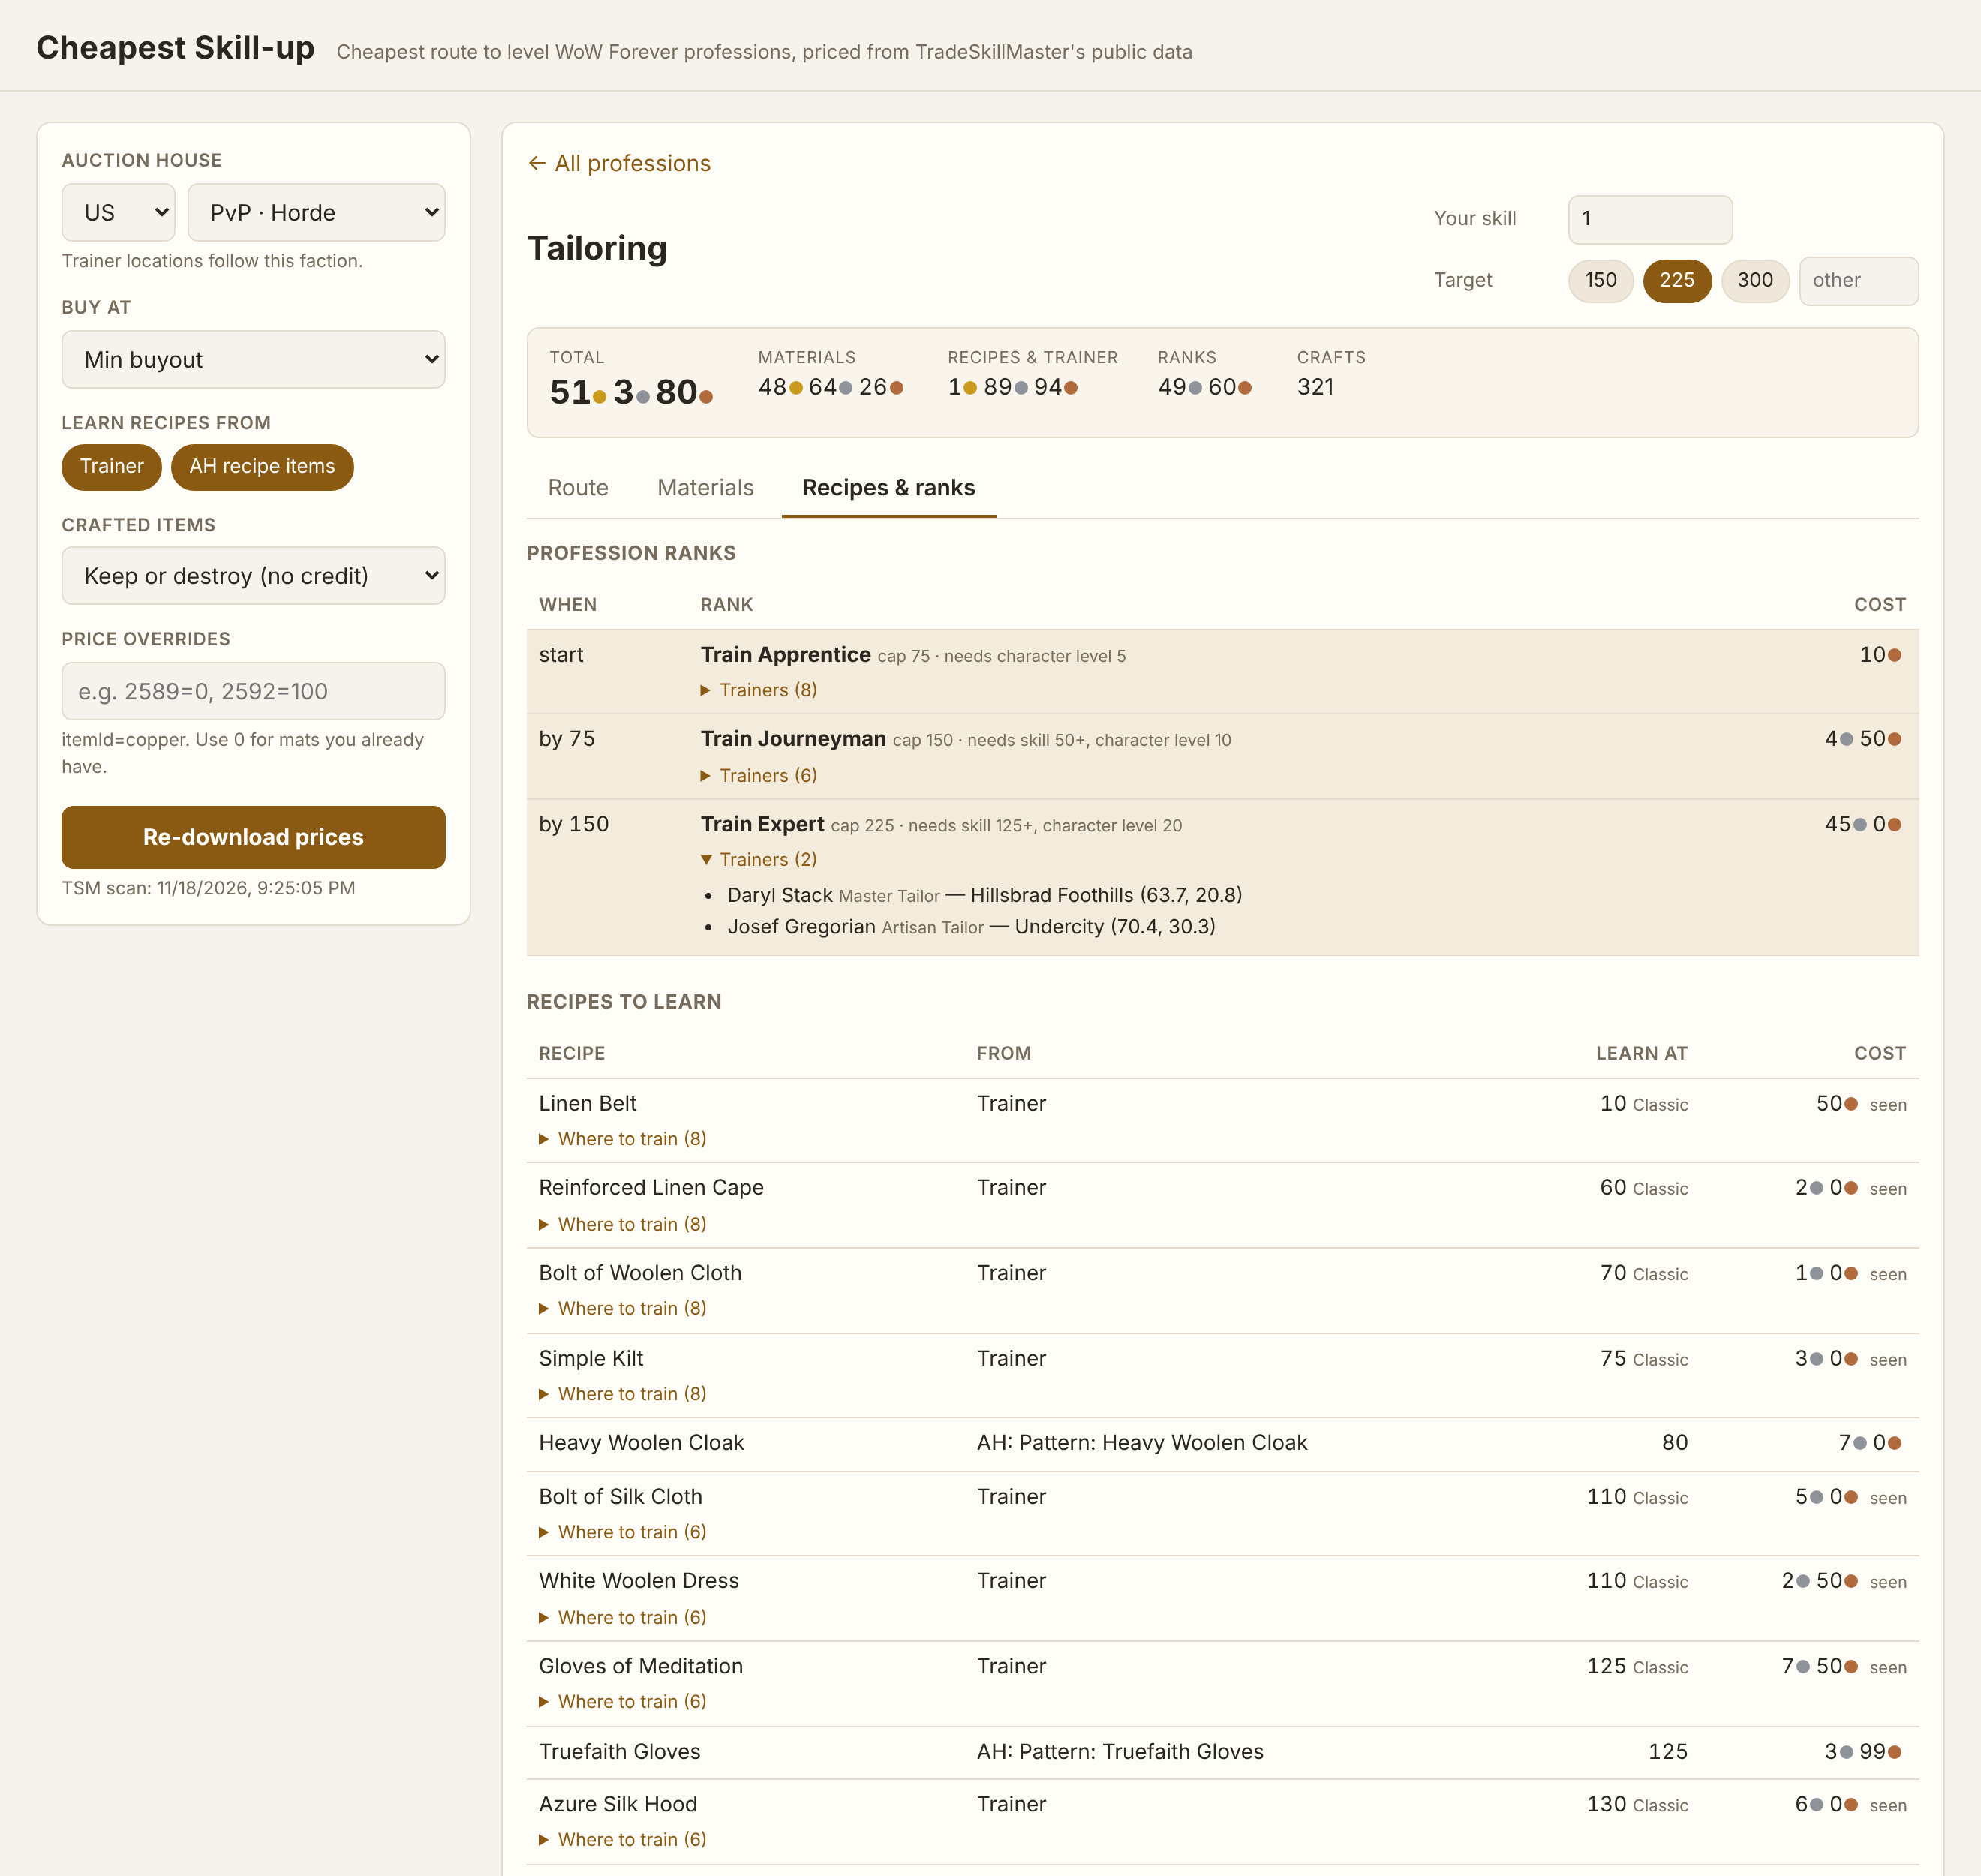 Cheapest Skill-up Cheapest route to level WoW Forever professions, priced from TradeSkillMaster's public data
AUCTION HOUSE
US PvP · Horde
Trainer locations follow this faction.
BUY AT
Min buyout
LEARN RECIPES FROM
Trainer AH recipe items
CRAFTED ITEMS
Keep or destroy (no credit)
PRICE OVERRIDES
e.g. 2589=0, 2592=100
itemId=copper. Use 0 for mats you already
have.
Re-download prices
TSM scan: 11/18/2026, 9:25:05 PM
← All professions
Tailoring
Your skill 1
Target 150 225 300 other
TOTAL MATERIALS RECIPES & TRAINER RANKS CRAFTS
51 3 80 48 64 26 1 89 94 49 60 321
Route Materials Recipes & ranks
PROFESSION RANKS
WHEN RANK COST
start Train Apprentice cap 75 · needs character level 5 10
▶ Trainers (8)
by 75 Train Journeyman cap 150 · needs skill 50+, character level 10 4 50
▶ Trainers (6)
by 150 Train Expert cap 225 · needs skill 125+, character level 20 45 0
▼ Trainers (2)
• Daryl Stack Master Tailor — Hillsbrad Foothills (63.7, 20.8)
• Josef Gregorian Artisan Tailor — Undercity (70.4, 30.3)
RECIPES TO LEARN
RECIPE FROM LEARN AT COST
Linen Belt Trainer 10 Classic 50 seen
▶ Where to train (8)
Reinforced Linen Cape Trainer 60 Classic 2 0 seen
▶ Where to train (8)
Bolt of Woolen Cloth Trainer 70 Classic 1 0 seen
▶ Where to train (8)
Simple Kilt Trainer 75 Classic 3 0 seen
▶ Where to train (8)
Heavy Woolen Cloak AH: Pattern: Heavy Woolen Cloak 80 7 0
Bolt of Silk Cloth Trainer 110 Classic 5 0 seen
▶ Where to train (6)
White Woolen Dress Trainer 110 Classic 2 50 seen
▶ Where to train (6)
Gloves of Meditation Trainer 125 Classic 7 50 seen
▶ Where to train (6)
Truefaith Gloves AH: Pattern: Truefaith Gloves 125 3 99
Azure Silk Hood Trainer 130 Classic 6 0 seen
▶ Where to train (6)